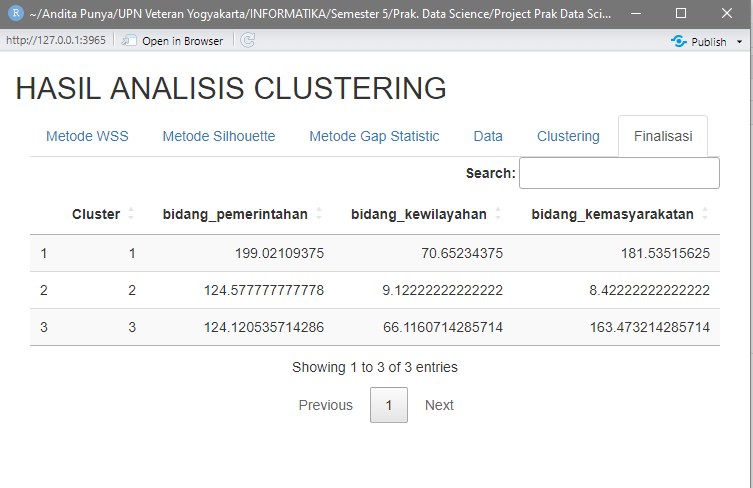 R ~/Andita Punya/UPN Veteran Yogyakarta/INFORMATIKA/Semester 5/Prak. Data Science/Project Prak Data Sci...
http://127.0.0.1:3965 Open in Browser Publish
HASIL ANALISIS CLUSTERING
Metode WSS Metode Silhouette Metode Gap Statistic Data Clustering Finalisasi
Search:
Cluster bidang_pemerintahan bidang_kewilayahan bidang_kemasyarakatan
1 1 199.02109375 70.65234375 181.53515625
2 2 124.577777777778 9.12222222222222 8.42222222222222
3 3 124.120535714286 66.1160714285714 163.473214285714
Showing 1 to 3 of 3 entries
Previous 1 Next